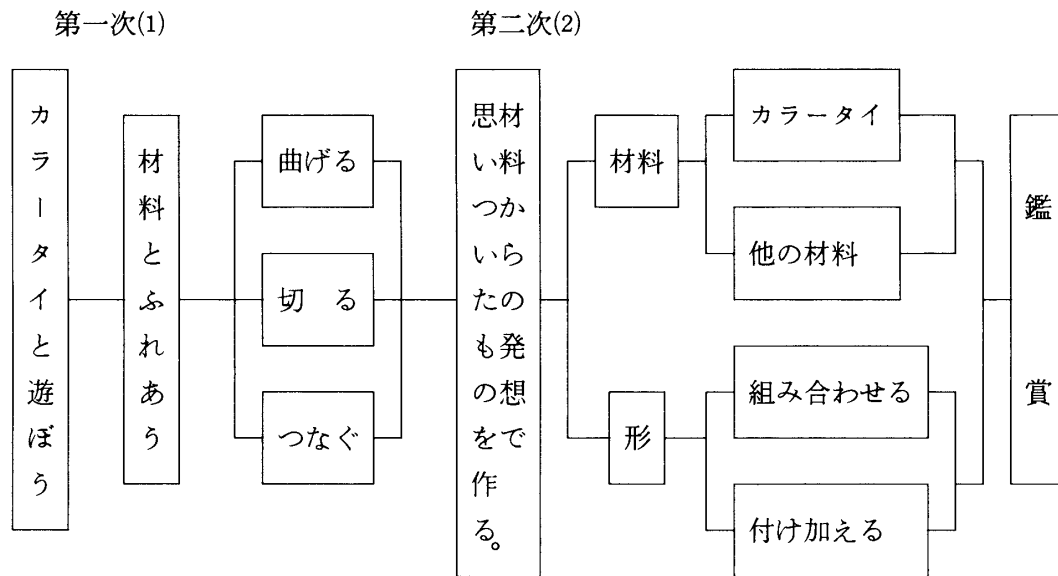 第一次(1)
第二次(2)
カラータイと遊ぼう
材料とふれあう
曲げる
切る
つなぐ
材料からの発想で
思いついたものを作る。
材料
形
カラータイ
他の材料
組み合わせる
付け加える
鑑賞